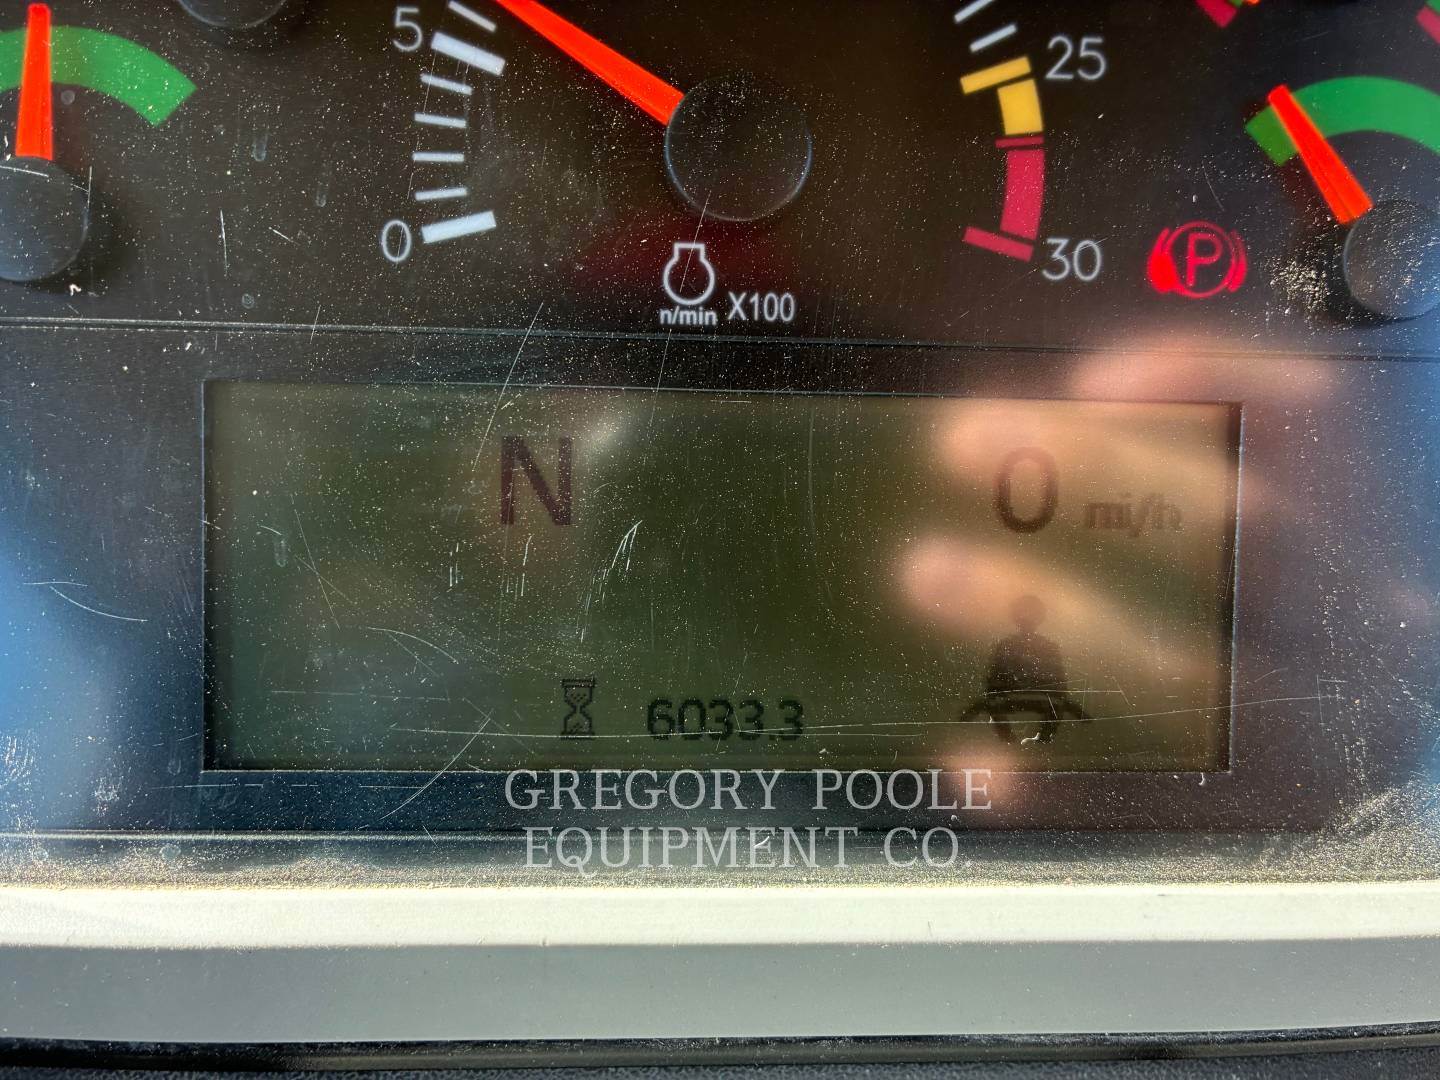 5
25
0
30
P
n/min X100
N
0 mi/h
6033.3
GREGORY POOLE
EQUIPMENT CO.